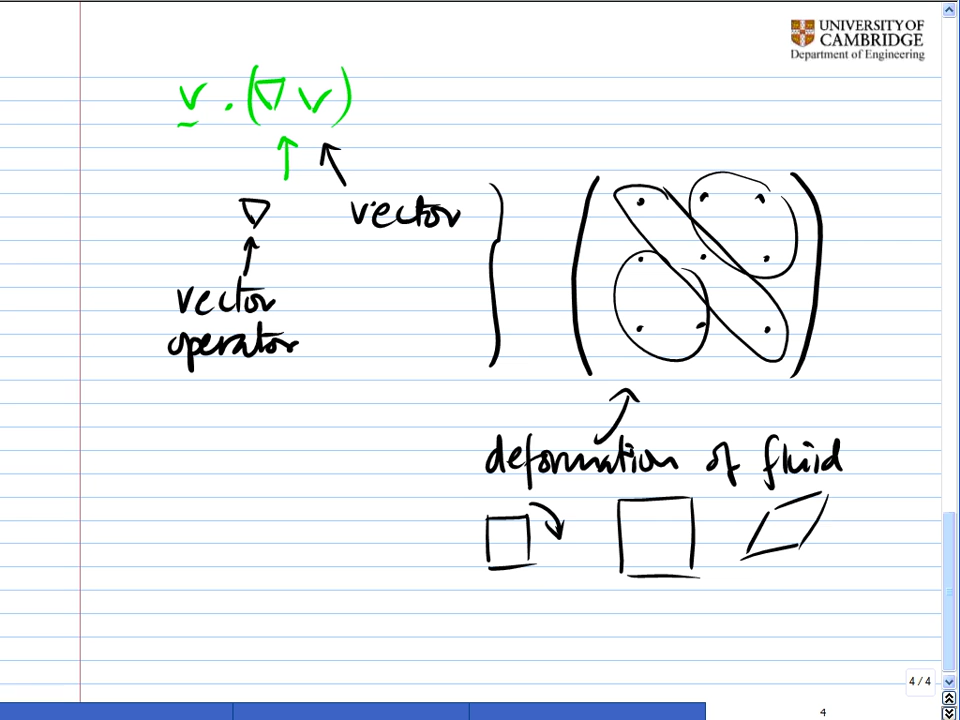 UNIVERSITY OF
CAMBRIDGE
Department of Engineering
v . (∇ v)
∇
vector
vector
operator
deformation of fluid
4 / 4
4